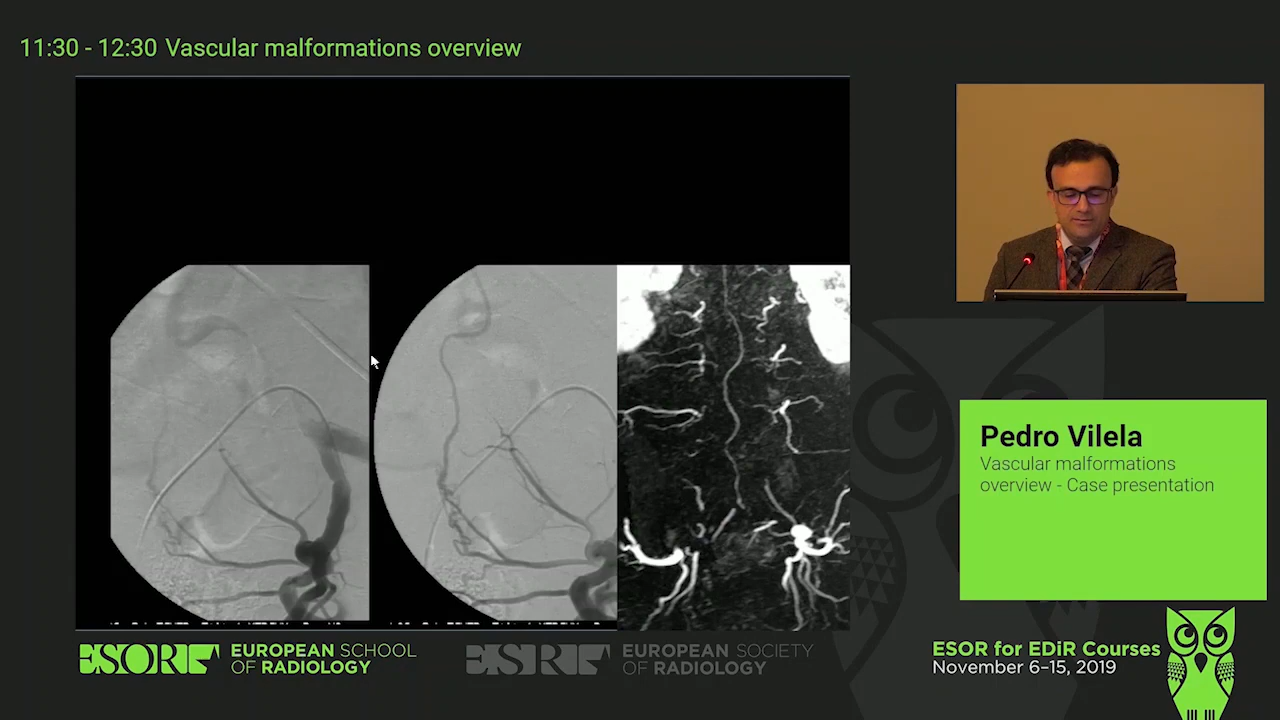 11:30 - 12:30 Vascular malformations overview
Pedro Vilela
Vascular malformations
overview - Case presentation
ESOR
EUROPEAN SCHOOL
OF RADIOLOGY
ESR
EUROPEAN SOCIETY
OF RADIOLOGY
ESOR for EDiR Courses
November 6–15, 2019